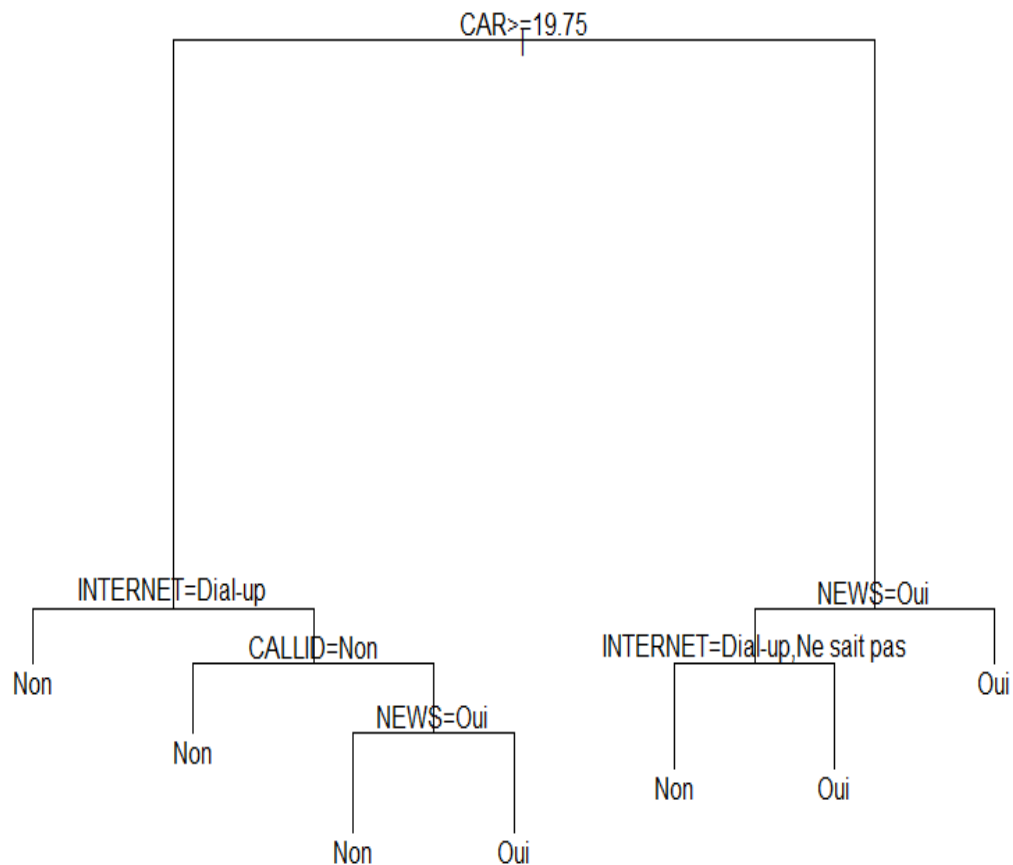 CAR>=19.75
INTERNET=Dial-up
NEWS=Oui
CALLID=Non
INTERNET=Dial-up,Ne sait pas
Non
Oui
NEWS=Oui
Non
Non
Oui
Non
Oui